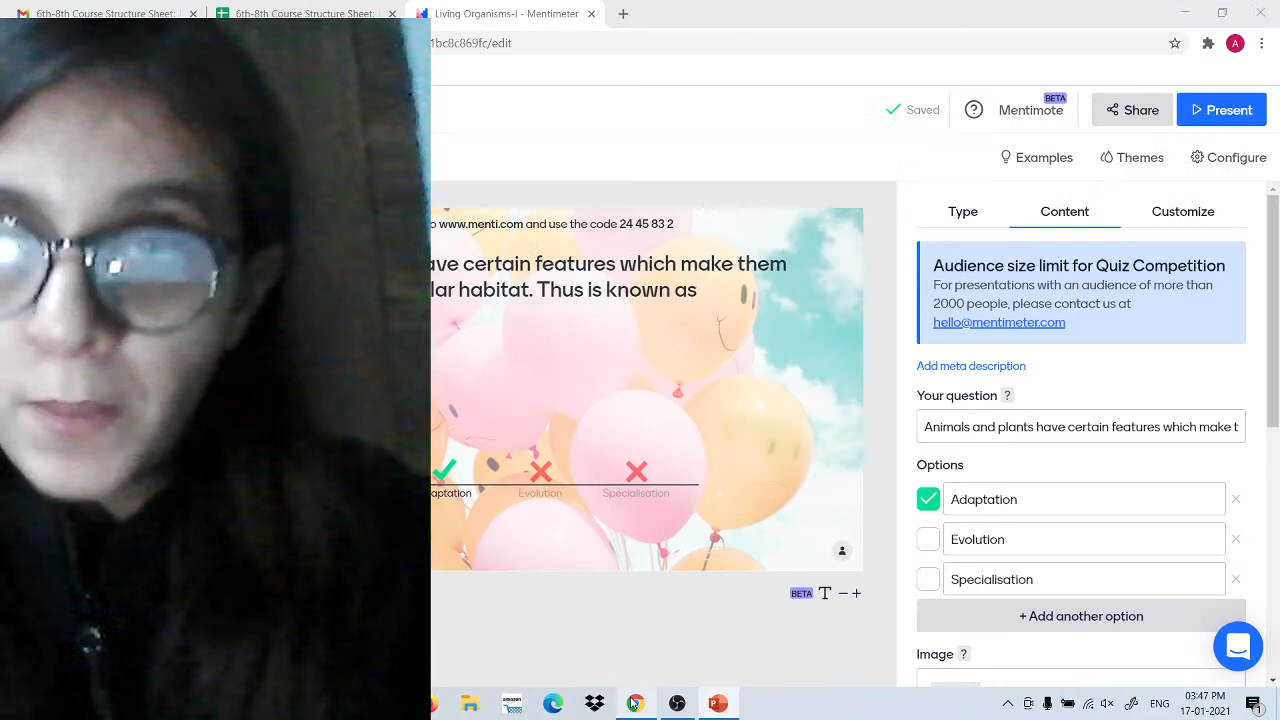 6th-8th Course Structure Sheet:
6th-8th Course Structure Sheet:
Living Organisms - Mentimeter
1bc8c869fc/edit
A
Saved
BETA
Mentimote
Share
Present
Examples
Themes
Configure
Type
Content
Customize
www.menti.com and use the code 24 45 83 2
ave certain features which make them
lar habitat. Thus is known as
aptation
Evolution
Specialisation
BETA
Audience size limit for Quiz Competition
For presentations with an audience of more than
2000 people, please contact us at
hello@mentimeter.com
Add meta description
Your question ?
Animals and plants have certain features which make t
Options
Adaptation
Evolution
Specialisation
+ Add another option
Image ?
amazon
ENG
03:47 PM
17-01-2021
1